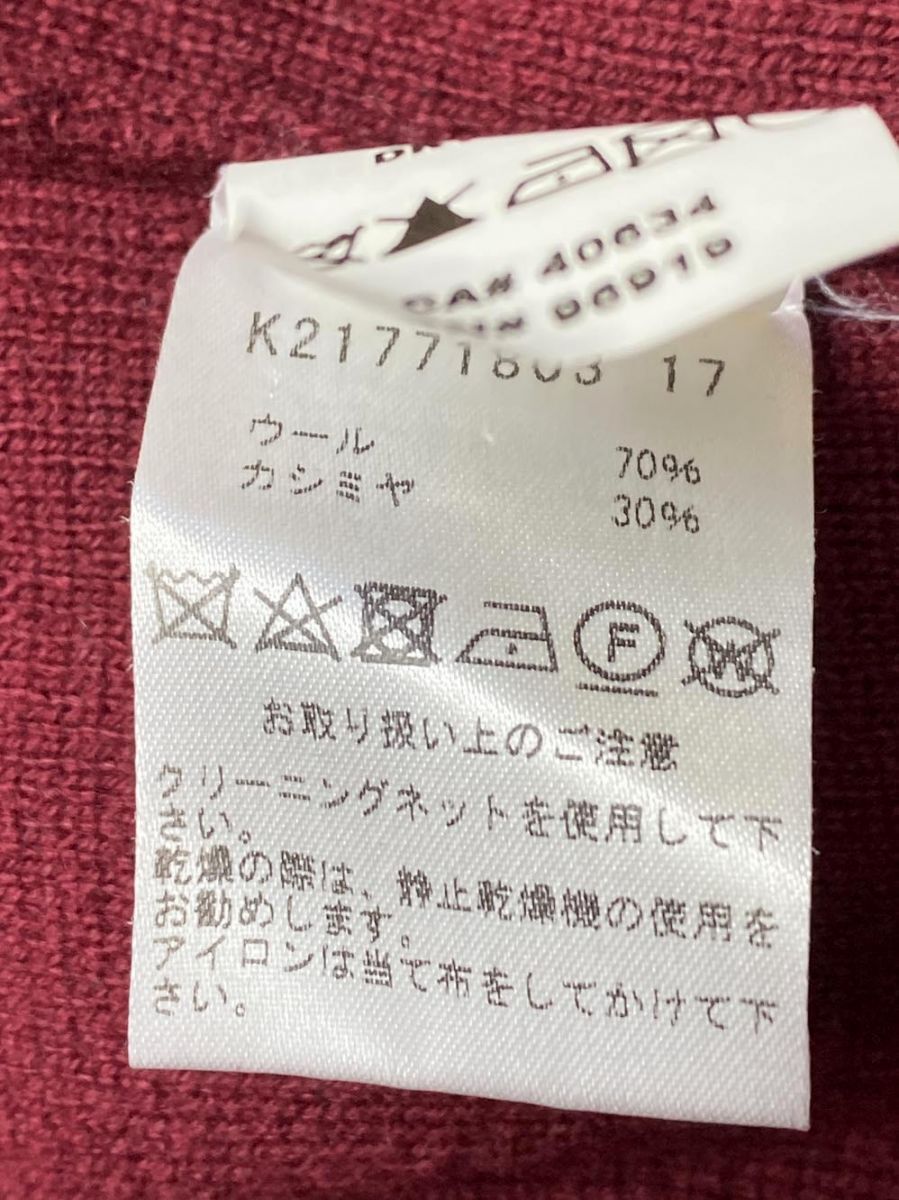 40634
96919
K21771803 17
ウール 70%
カシミヤ 30%
F
W
お取り扱い上のご注意
クリーニングネットを使用して下
さい。
乾燥の際は、静止乾燥機の使用を
お勧めします。
アイロンは当て布をしてかけて下
さい。